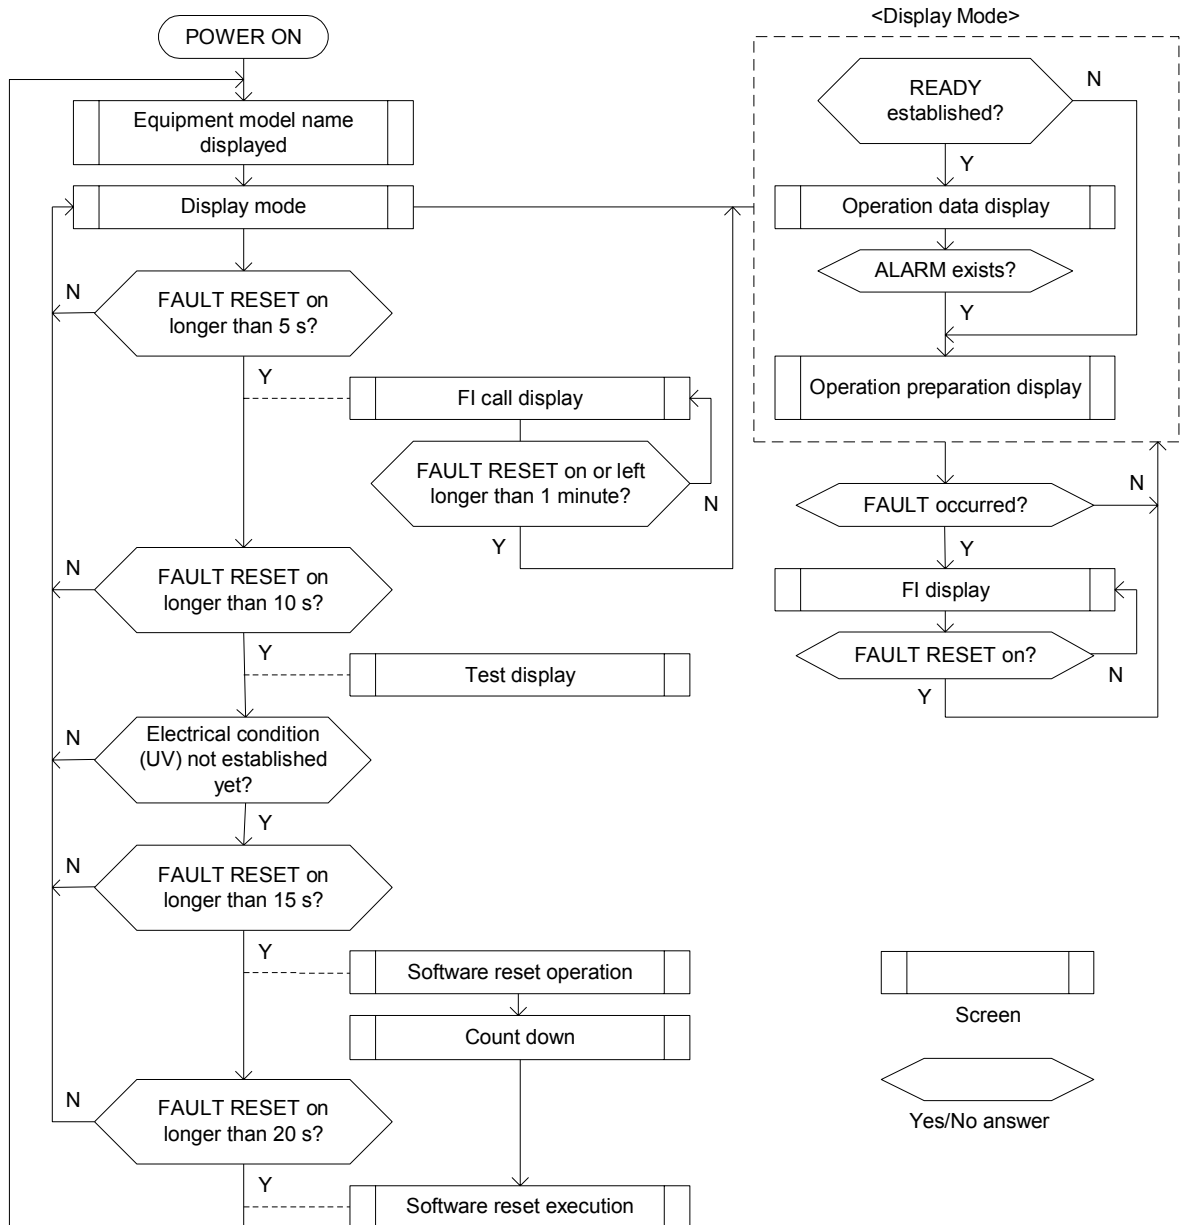 <Display Mode>
POWER ON
READY
established?
N
Equipment model name
displayed
Y
Display mode
Operation data display
ALARM exists?
N
FAULT RESET on
longer than 5 s?
Y
Y
FI call display
Operation preparation display
FAULT RESET on or left
longer than 1 minute?
N
Y
FAULT occurred?
N
Y
N
FAULT RESET on
longer than 10 s?
FI display
Y
FAULT RESET on?
N
Y
Test display
N
Electrical condition
(UV) not established
yet?
Y
N
FAULT RESET on
longer than 15 s?
Y
Software reset operation
Screen
Count down
N
FAULT RESET on
longer than 20 s?
Yes/No answer
Y
Software reset execution